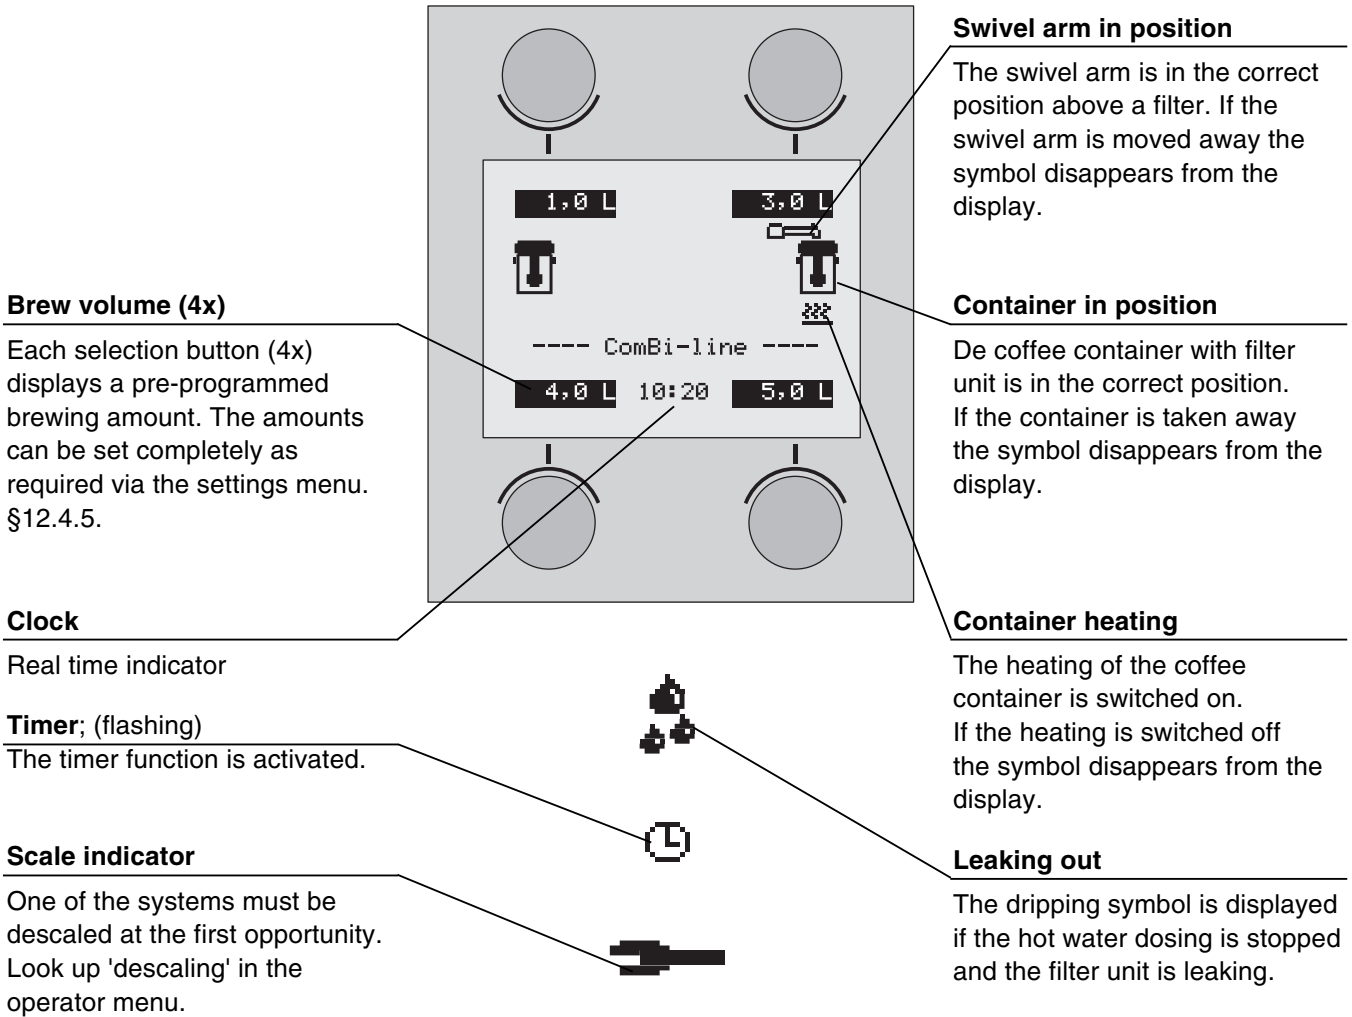 Swivel arm in position
The swivel arm is in the correct
position above a filter. If the
swivel arm is moved away the
symbol disappears from the
display.
1,0 L
3,0 L
Brew volume (4x)
Each selection button (4x)
displays a pre-programmed
brewing amount. The amounts
can be set completely as
required via the settings menu.
§12.4.5.
Container in position
De coffee container with filter
unit is in the correct position.
If the container is taken away
the symbol disappears from the
display.
---- ComBi-line ----
4,0 L 10:20 5,0 L
Clock
Real time indicator
Timer; (flashing)
The timer function is activated.
Scale indicator
One of the systems must be
descaled at the first opportunity.
Look up 'descaling' in the
operator menu.
Container heating
The heating of the coffee
container is switched on.
If the heating is switched off
the symbol disappears from the
display.
Leaking out
The dripping symbol is displayed
if the hot water dosing is stopped
and the filter unit is leaking.